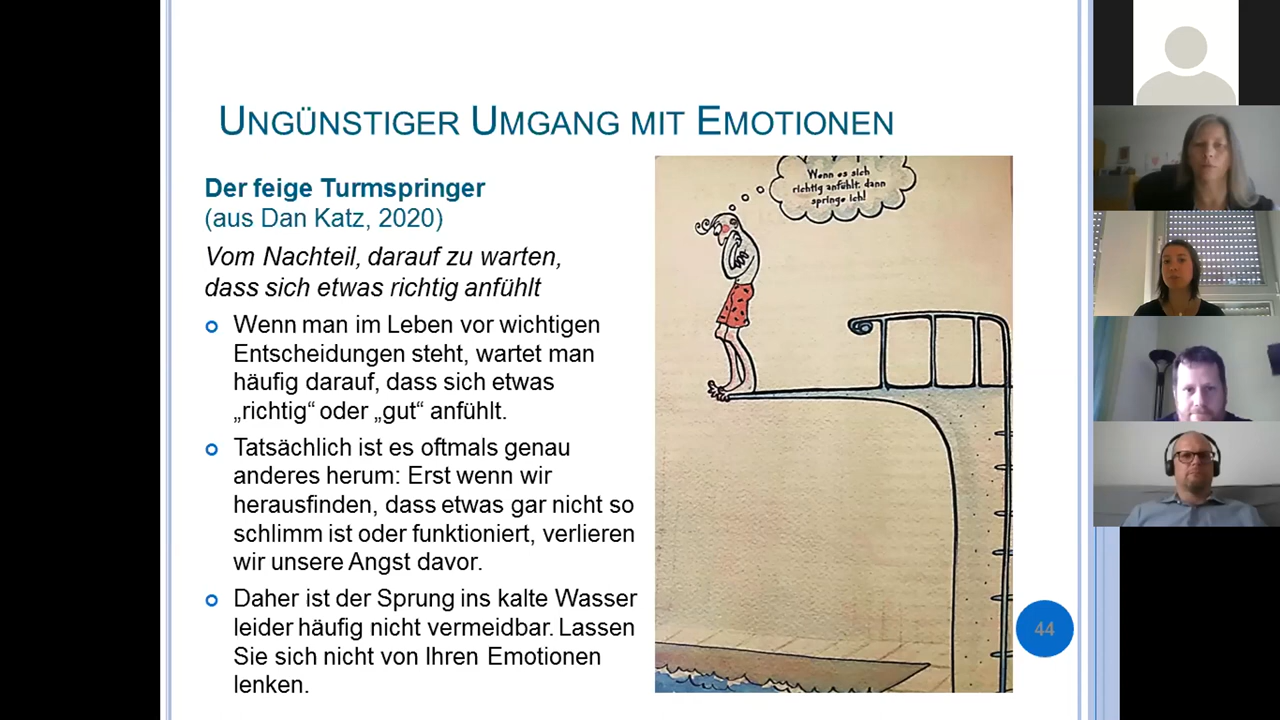 UNGÜNSTIGER UMGANG MIT EMOTIONEN
Der feige Turmspringer
(aus Dan Katz, 2020)
Vom Nachteil, darauf zu warten,
dass sich etwas richtig anfühlt
Wenn man im Leben vor wichtigen
Entscheidungen steht, wartet man
häufig darauf, dass sich etwas
„richtig“ oder „gut“ anfühlt.
Tatsächlich ist es oftmals genau
anderes herum: Erst wenn wir
herausfinden, dass etwas gar nicht so
schlimm ist oder funktioniert, verlieren
wir unsere Angst davor.
Daher ist der Sprung ins kalte Wasser
leider häufig nicht vermeidbar. Lassen
Sie sich nicht von Ihren Emotionen
lenken.
Wenn es sich
richtig anfühlt, dann
springe ich!
44